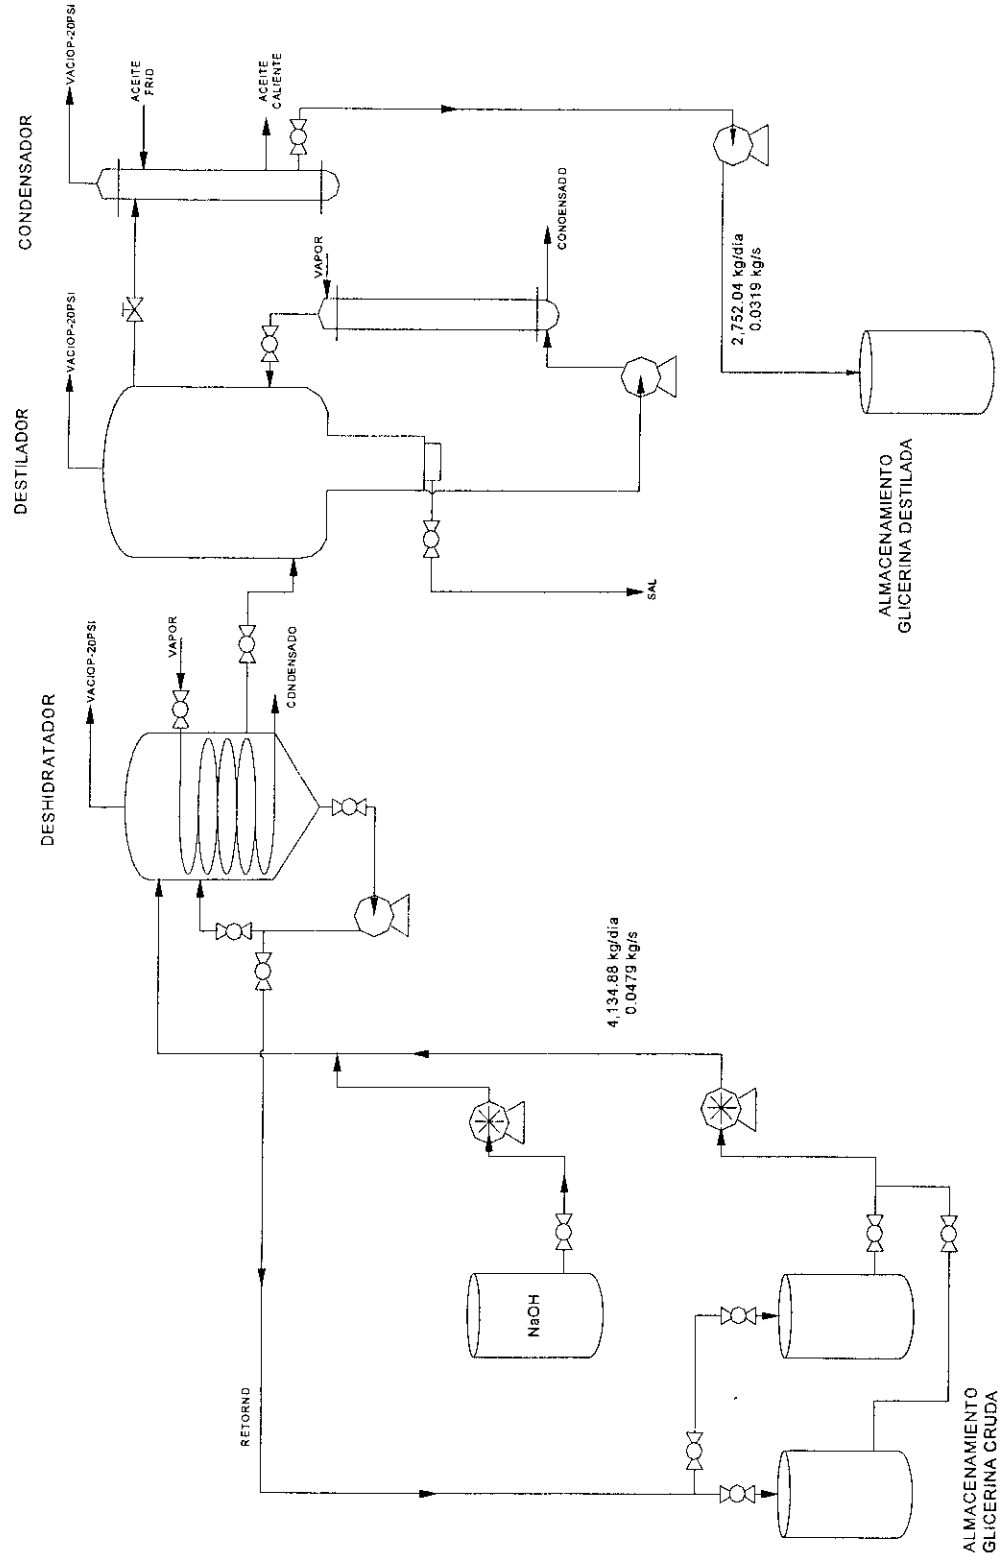 DESHIDRATADOR
DESTILADOR
CONDENSADOR
VACIOP-20PSI
VACIOP-20PSI
VACIOP-20PSI
ACEITE
FRIO
ACEITE
CALIENTE
VAPOR
CONDENSADO
VAPOR
CONDENSADO
SAL
RETORNO
NaOH
4,134.88 kg/día
0.0479 kg/s
2,752.04 kg/día
0.0319 kg/s
ALMACENAMIENTO
GLICERINA CRUDA
ALMACENAMIENTO
GLICERINA DESTILADA